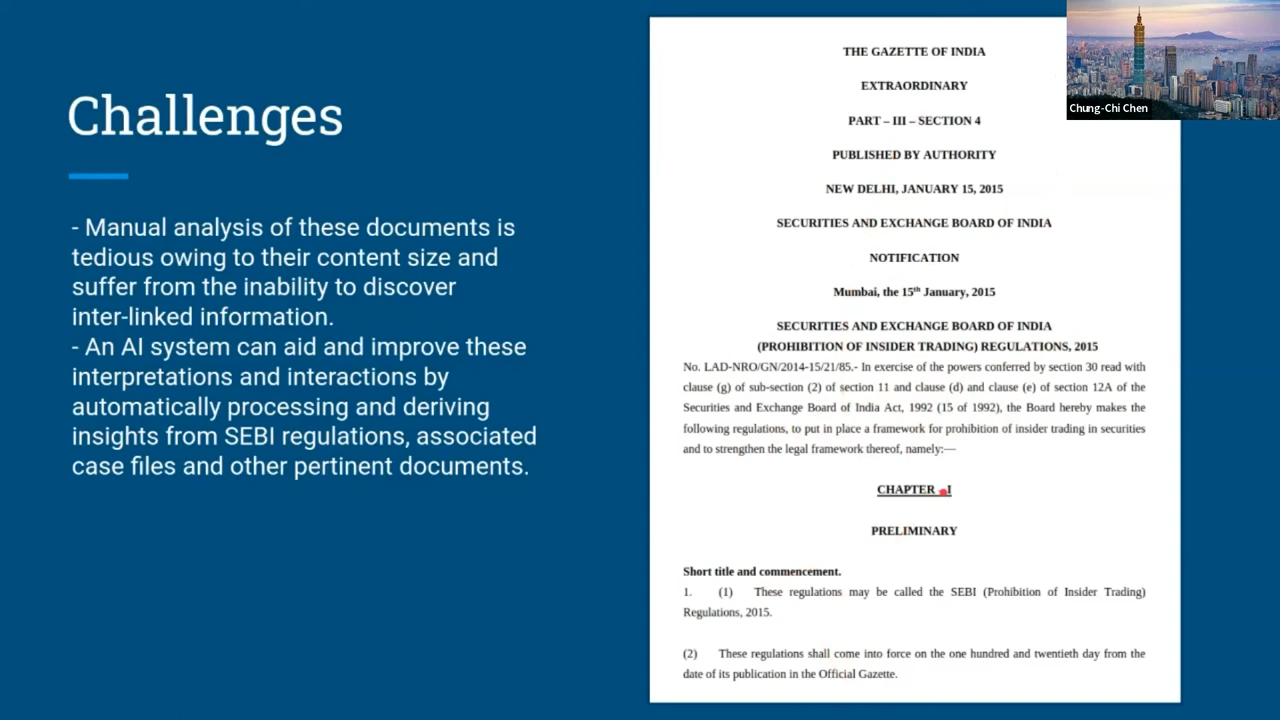 Challenges
- Manual analysis of these documents is
tedious owing to their content size and
suffer from the inability to discover
inter-linked information.
- An AI system can aid and improve these
interpretations and interactions by
automatically processing and deriving
insights from SEBI regulations, associated
case files and other pertinent documents.
THE GAZETTE OF INDIA
EXTRAORDINARY
PART – III – SECTION 4
PUBLISHED BY AUTHORITY
NEW DELHI, JANUARY 15, 2015
SECURITIES AND EXCHANGE BOARD OF INDIA
NOTIFICATION
Mumbai, the 15th January, 2015
SECURITIES AND EXCHANGE BOARD OF INDIA
(PROHIBITION OF INSIDER TRADING) REGULATIONS, 2015
No. LAD-NRO/GN/2014-15/21/85.- In exercise of the powers conferred by section 30 read with
clause (g) of sub-section (2) of section 11 and clause (d) and clause (e) of section 12A of the
Securities and Exchange Board of India Act, 1992 (15 of 1992), the Board hereby makes the
following regulations, to put in place a framework for prohibition of insider trading in securities
and to strengthen the legal framework thereof, namely:—
CHAPTER - I
PRELIMINARY
Short title and commencement.
1. (1) These regulations may be called the SEBI (Prohibition of Insider Trading)
Regulations, 2015.
(2) These regulations shall come into force on the one hundred and twentieth day from the
date of its publication in the Official Gazette.
Chung-Chi Chen